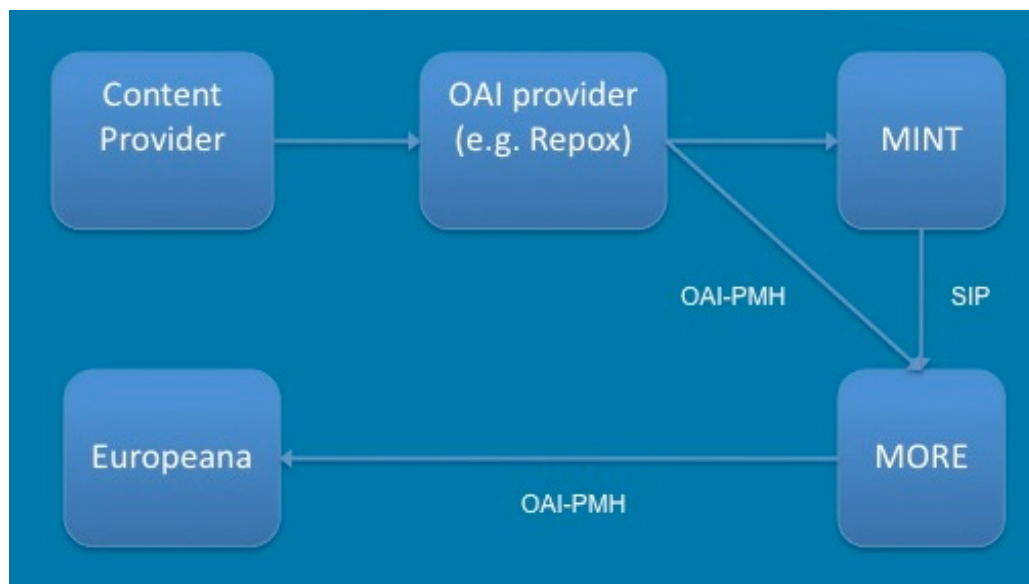 Content
Provider
OAI provider
(e.g. Repox)
MINT
OAI-PMH
SIP
Europeana
MORE
OAI-PMH